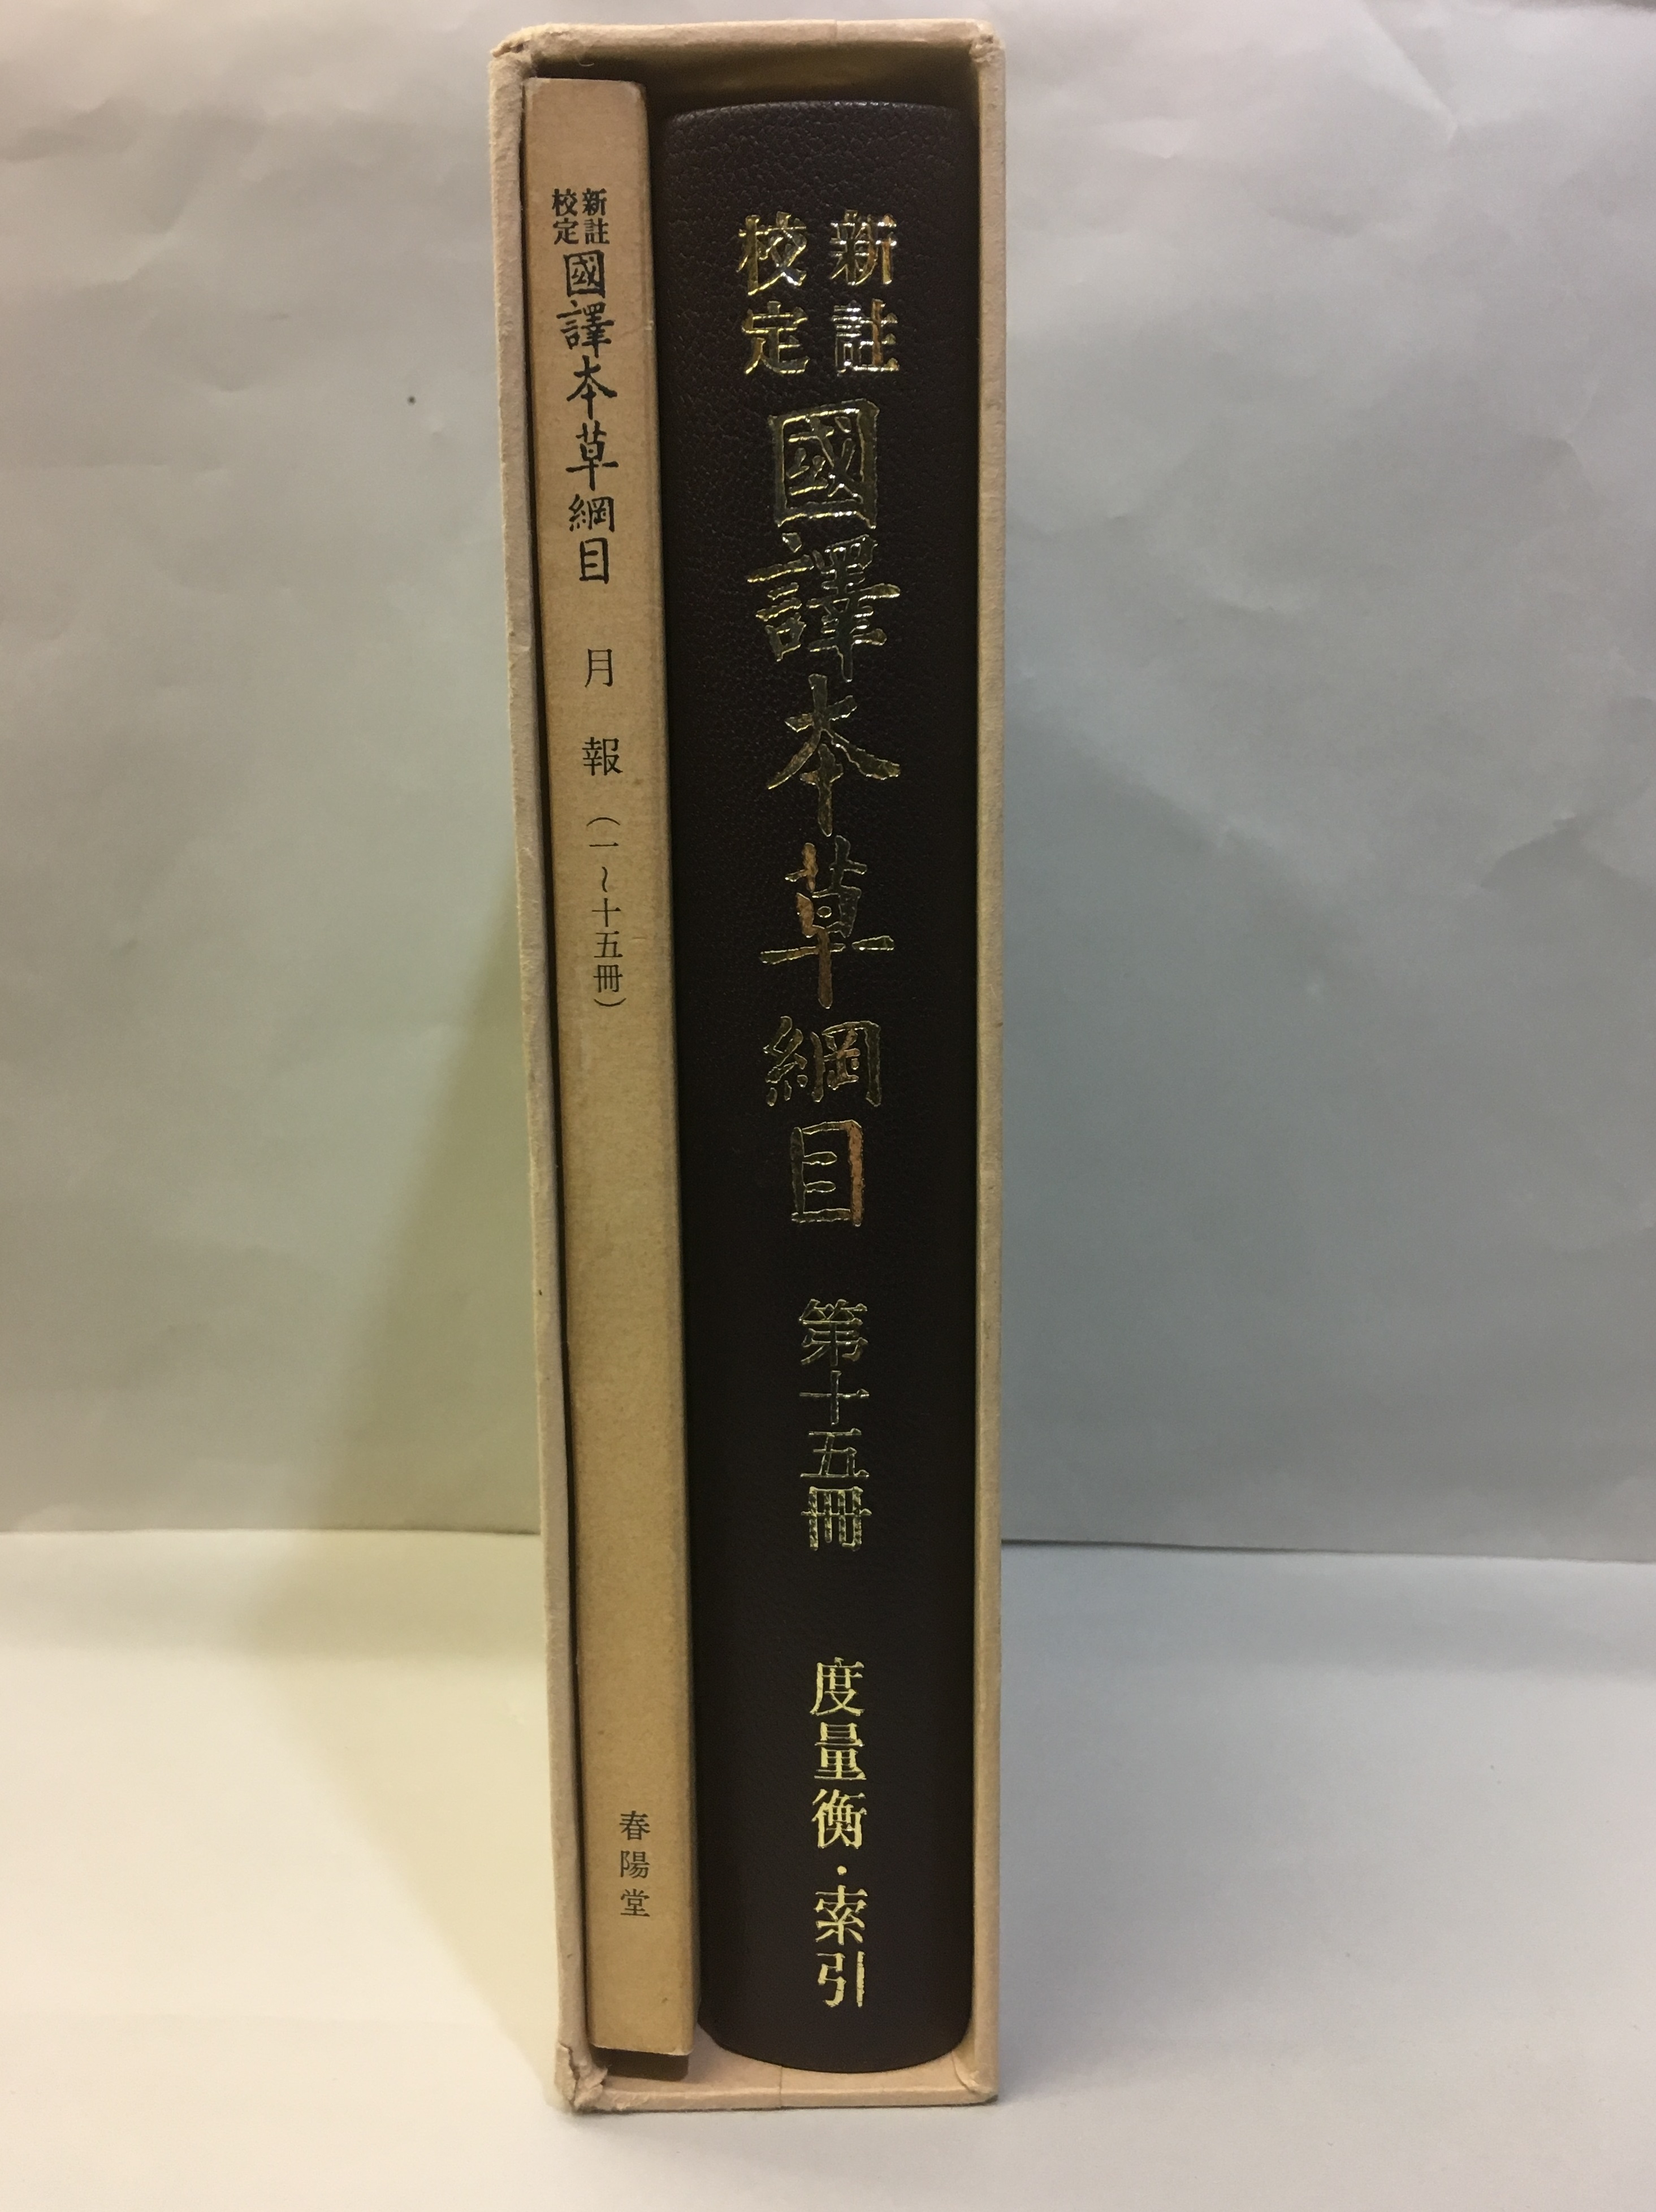 新註
校定
國譯本草綱目 第十五冊 度量衡・索引
新註
校定
國譯本草綱目 月報（一～十五冊） 春陽堂